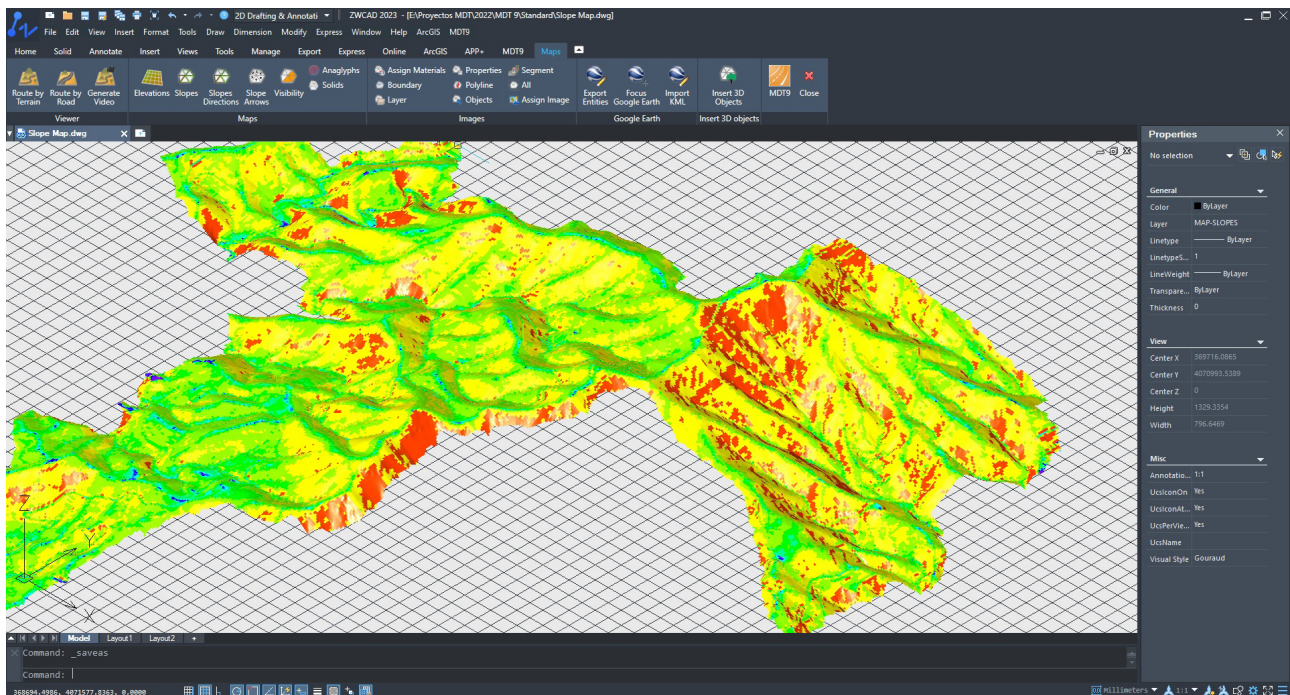 2D Drafting & Annotati
ZWCAD 2023 - [E:\Proyectos MDT\2022\MDT 9\Standard\Slope Map.dwg]
File Edit View Insert Format Tools Draw Dimension Modify Express Window Help ArcGIS MDT9
Home Solid Annotate Insert Views Tools Manage Export Express Online ArcGIS APP+ MDT9 Maps
Route by Terrain
Route by Road
Generate Video
Viewer
Elevations
Slopes
Slopes Directions
Slope Arrows
Visibility
Anaglyphs
Solids
Maps
Assign Materials
Boundary
Layer
Properties
Polyline
Objects
Segment
All
Assign Image
Images
Export Entities
Focus Google Earth
Import KML
Google Earth
Insert 3D Objects
Insert 3D objects
MDT9
Close
Slope Map.dwg X
Z
Y
X
Properties
No selection
General
Color ByLayer
Layer MAP-SLOPES
Linetype ByLayer
LinetypeS... 1
LineWeight ByLayer
Transpare... ByLayer
Thickness 0
View
Center X 369716.0865
Center Y 4070993.5389
Center Z 0
Height 1329.3354
Width 796.6469
Misc
Annotatio... 1:1
UcsIconOn Yes
UcsIconAt... Yes
UcsPerVie... Yes
UcsName
Visual Style Gouraud
Model Layout1 Layout2 +
Command: _saveas
Command:
368694.4986, 4071577.8363, 0.0000
Millimeters
1:1